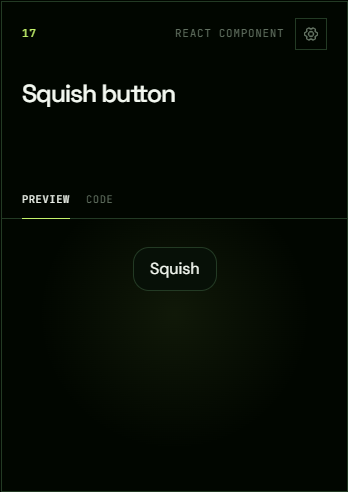 17
REACT COMPONENT
Squish button
PREVIEW CODE
Squish